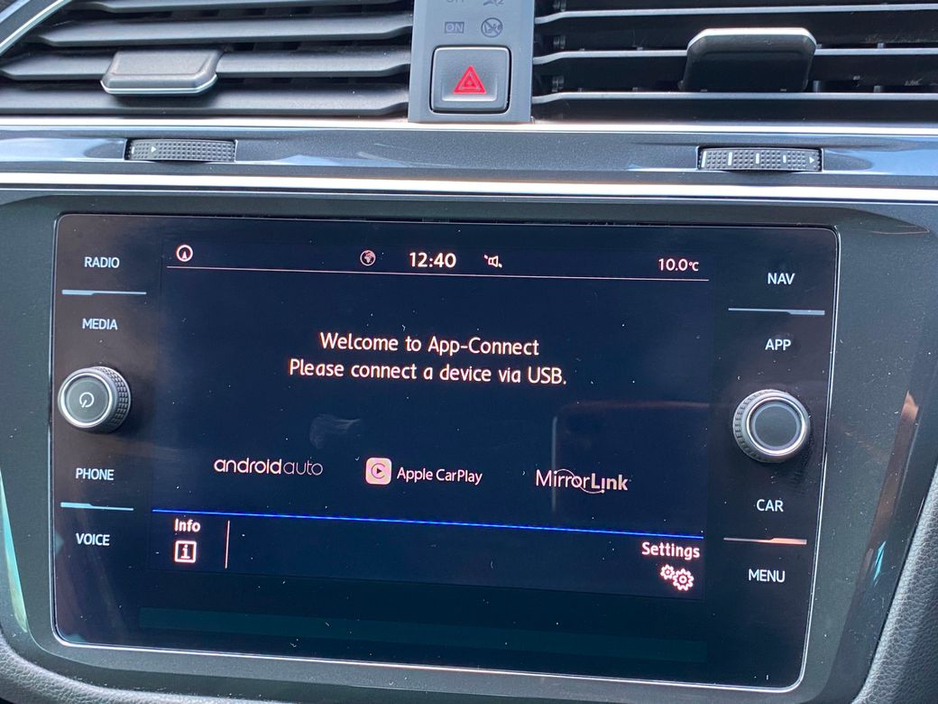 ON
RADIO
MEDIA
PHONE
VOICE
12:40
10.0°C
Welcome to App-Connect
Please connect a device via USB.
androidauto
Apple CarPlay
MirrorLink
Info
i
Settings
NAV
APP
CAR
MENU